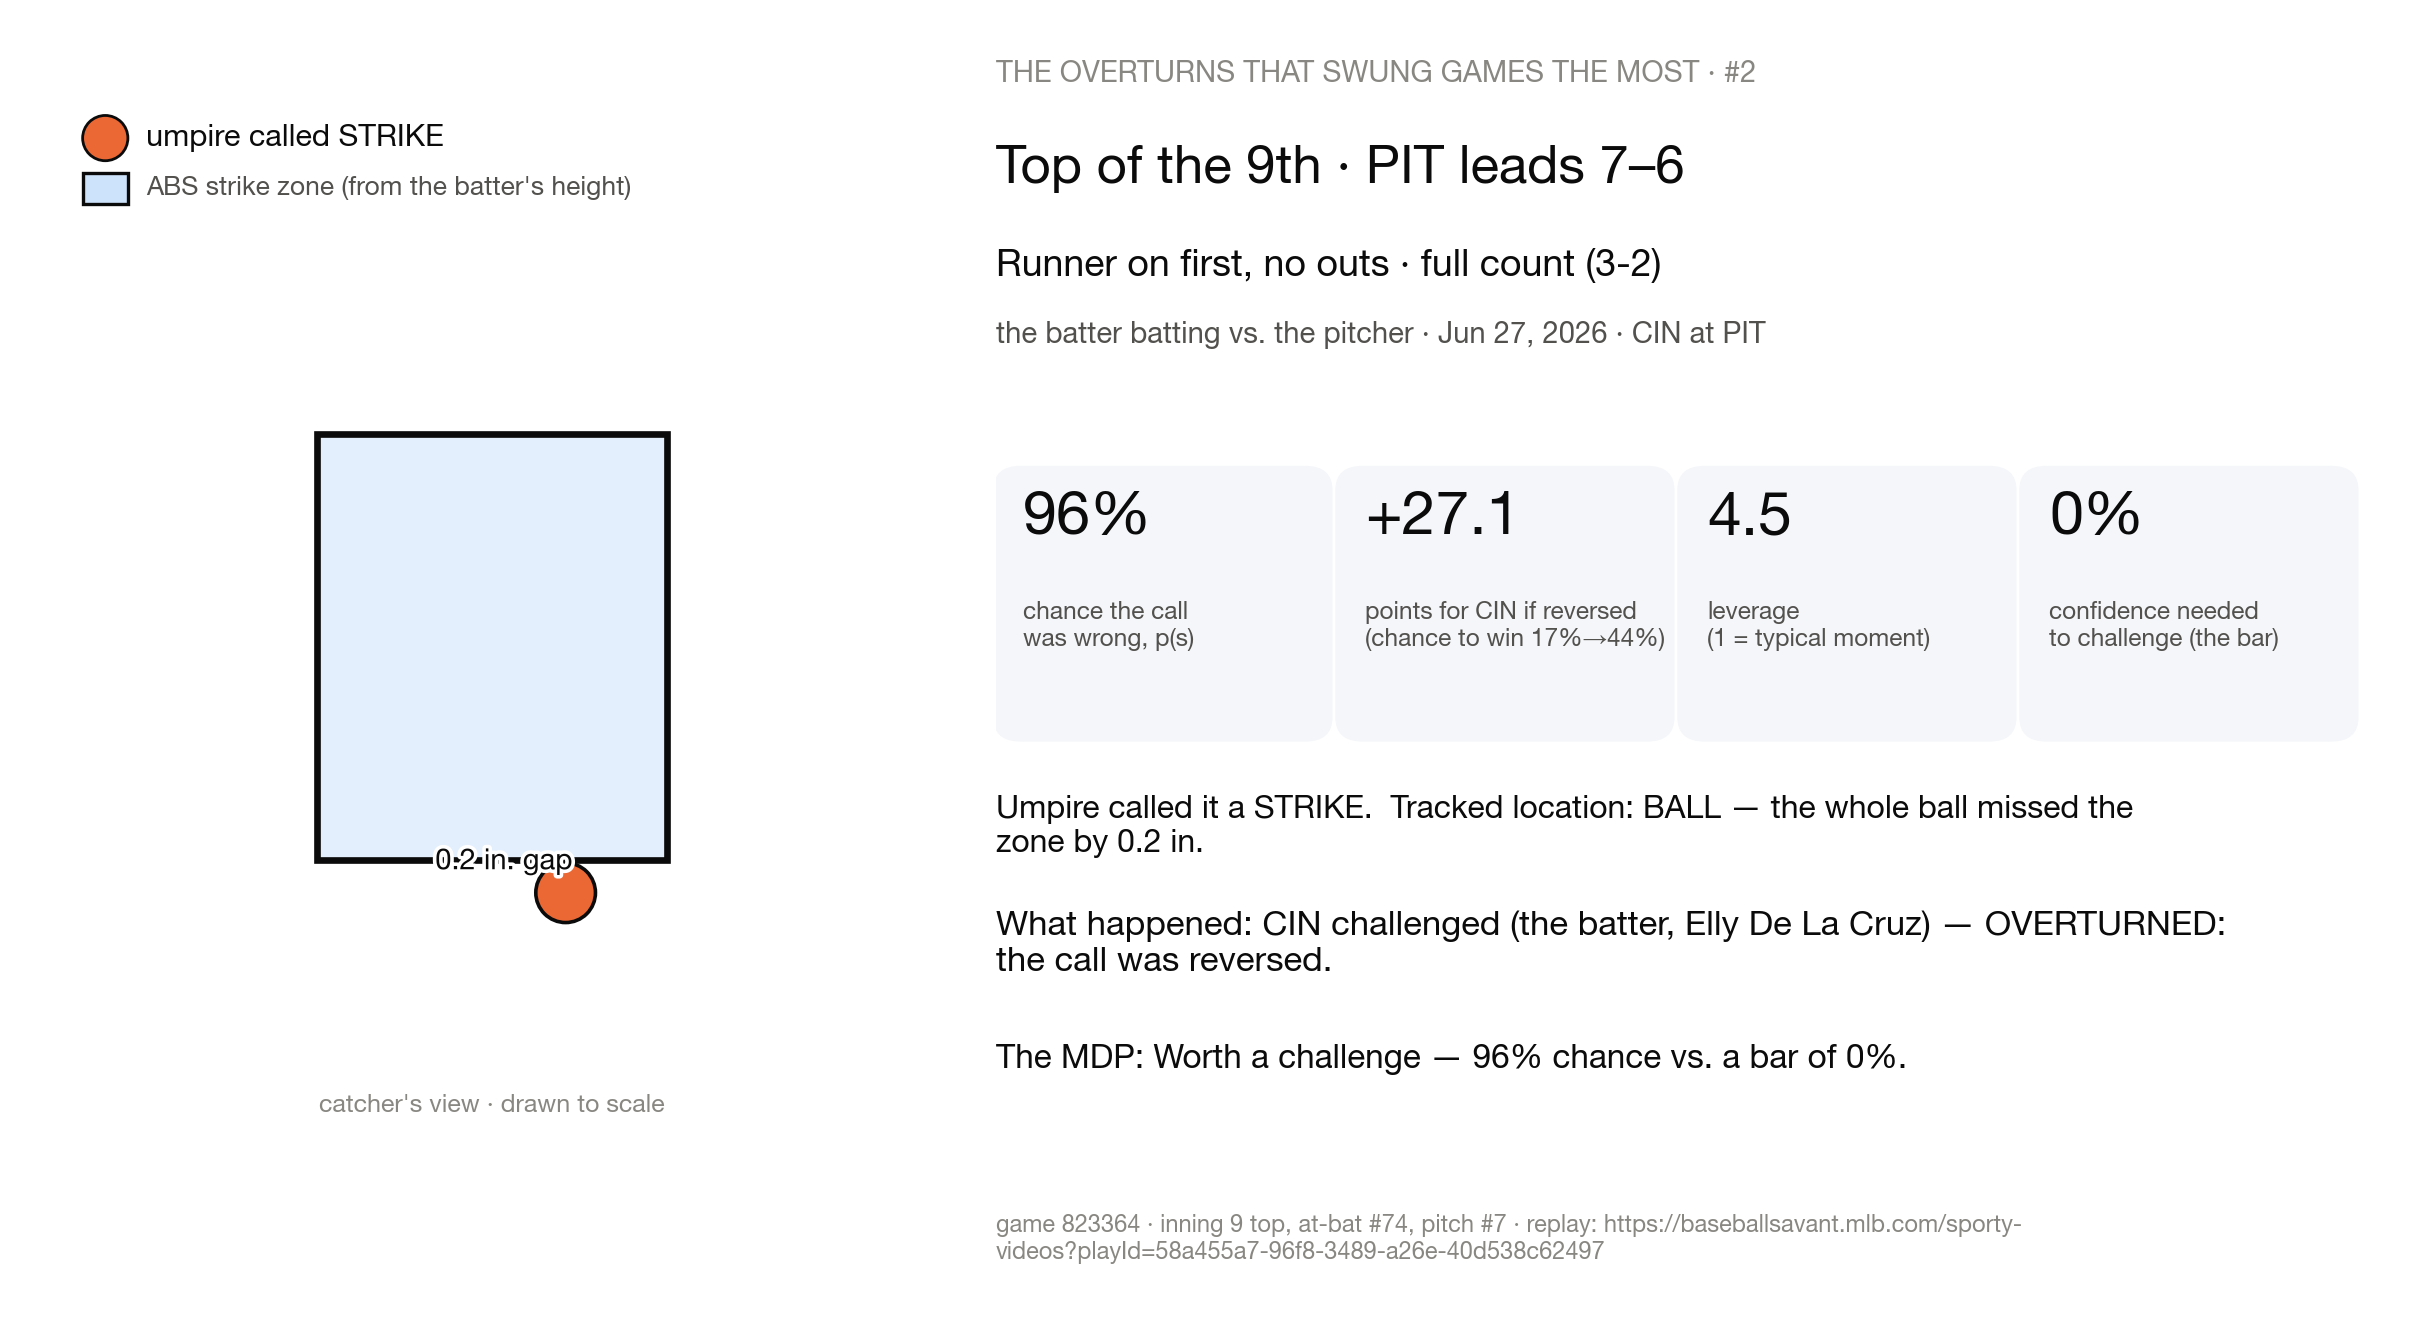 THE OVERTURNS THAT SWUNG GAMES THE MOST · #2
umpire called STRIKE
ABS strike zone (from the batter's height)
Top of the 9th · PIT leads 7–6
Runner on first, no outs · full count (3-2)
the batter batting vs. the pitcher · Jun 27, 2026 · CIN at PIT
96%
chance the call
was wrong, p(s)
+27.1
points for CIN if reversed
(chance to win 17%→44%)
4.5
leverage
(1 = typical moment)
0%
confidence needed
to challenge (the bar)
0.2 in. gap
Umpire called it a STRIKE.  Tracked location: BALL — the whole ball missed the
zone by 0.2 in.
What happened: CIN challenged (the batter, Elly De La Cruz) — OVERTURNED:
the call was reversed.
The MDP: Worth a challenge — 96% chance vs. a bar of 0%.
catcher's view · drawn to scale
game 823364 · inning 9 top, at-bat #74, pitch #7 · replay: https://baseballsavant.mlb.com/sporty-
videos?playId=58a455a7-96f8-3489-a26e-40d538c62497